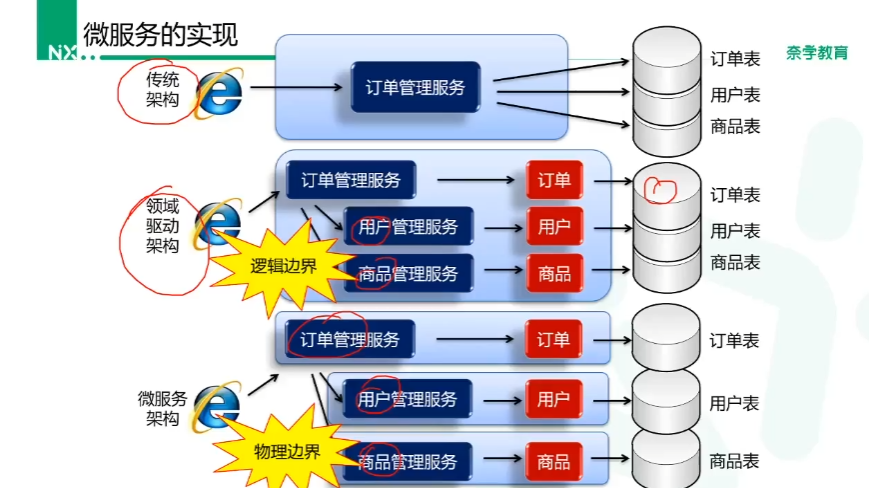 NX
微服务的实现
奈学教育
传统
架构
订单管理服务
订单表
用户表
商品表
领域
驱动
架构
订单管理服务
订单
用户管理服务
用户
商品管理服务
商品
逻辑边界
订单表
用户表
商品表
微服务
架构
订单管理服务
订单
订单表
用户管理服务
用户
用户表
物理边界
商品管理服务
商品
商品表